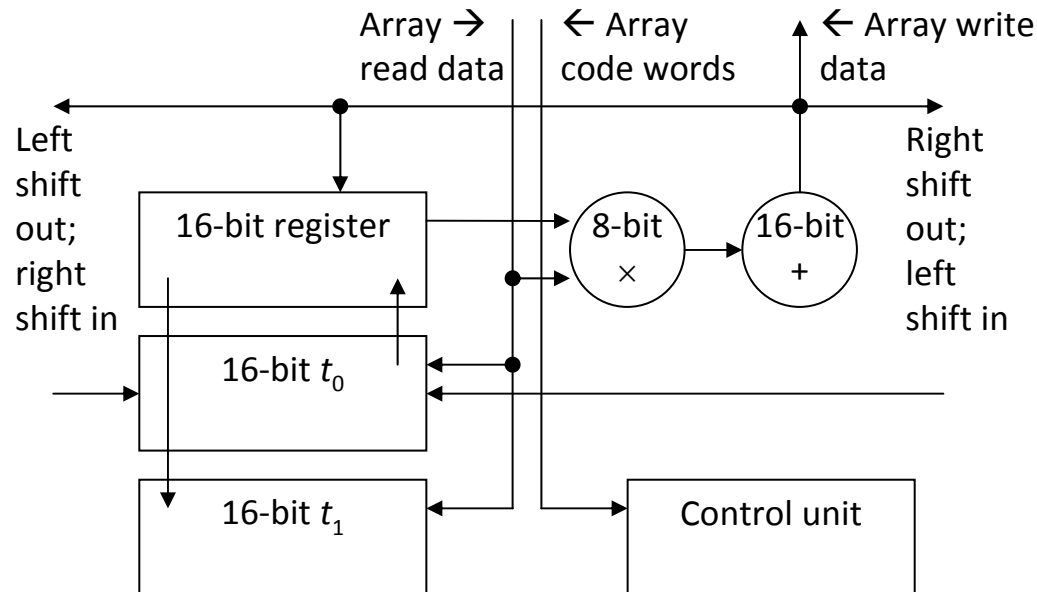 Array →
read data
← Array
code words
← Array write
data
Left
shift
out;
right
shift in
Right
shift
out;
left
shift in
16-bit register
8-bit
×
16-bit
+
16-bit t₀
16-bit t₁
Control unit